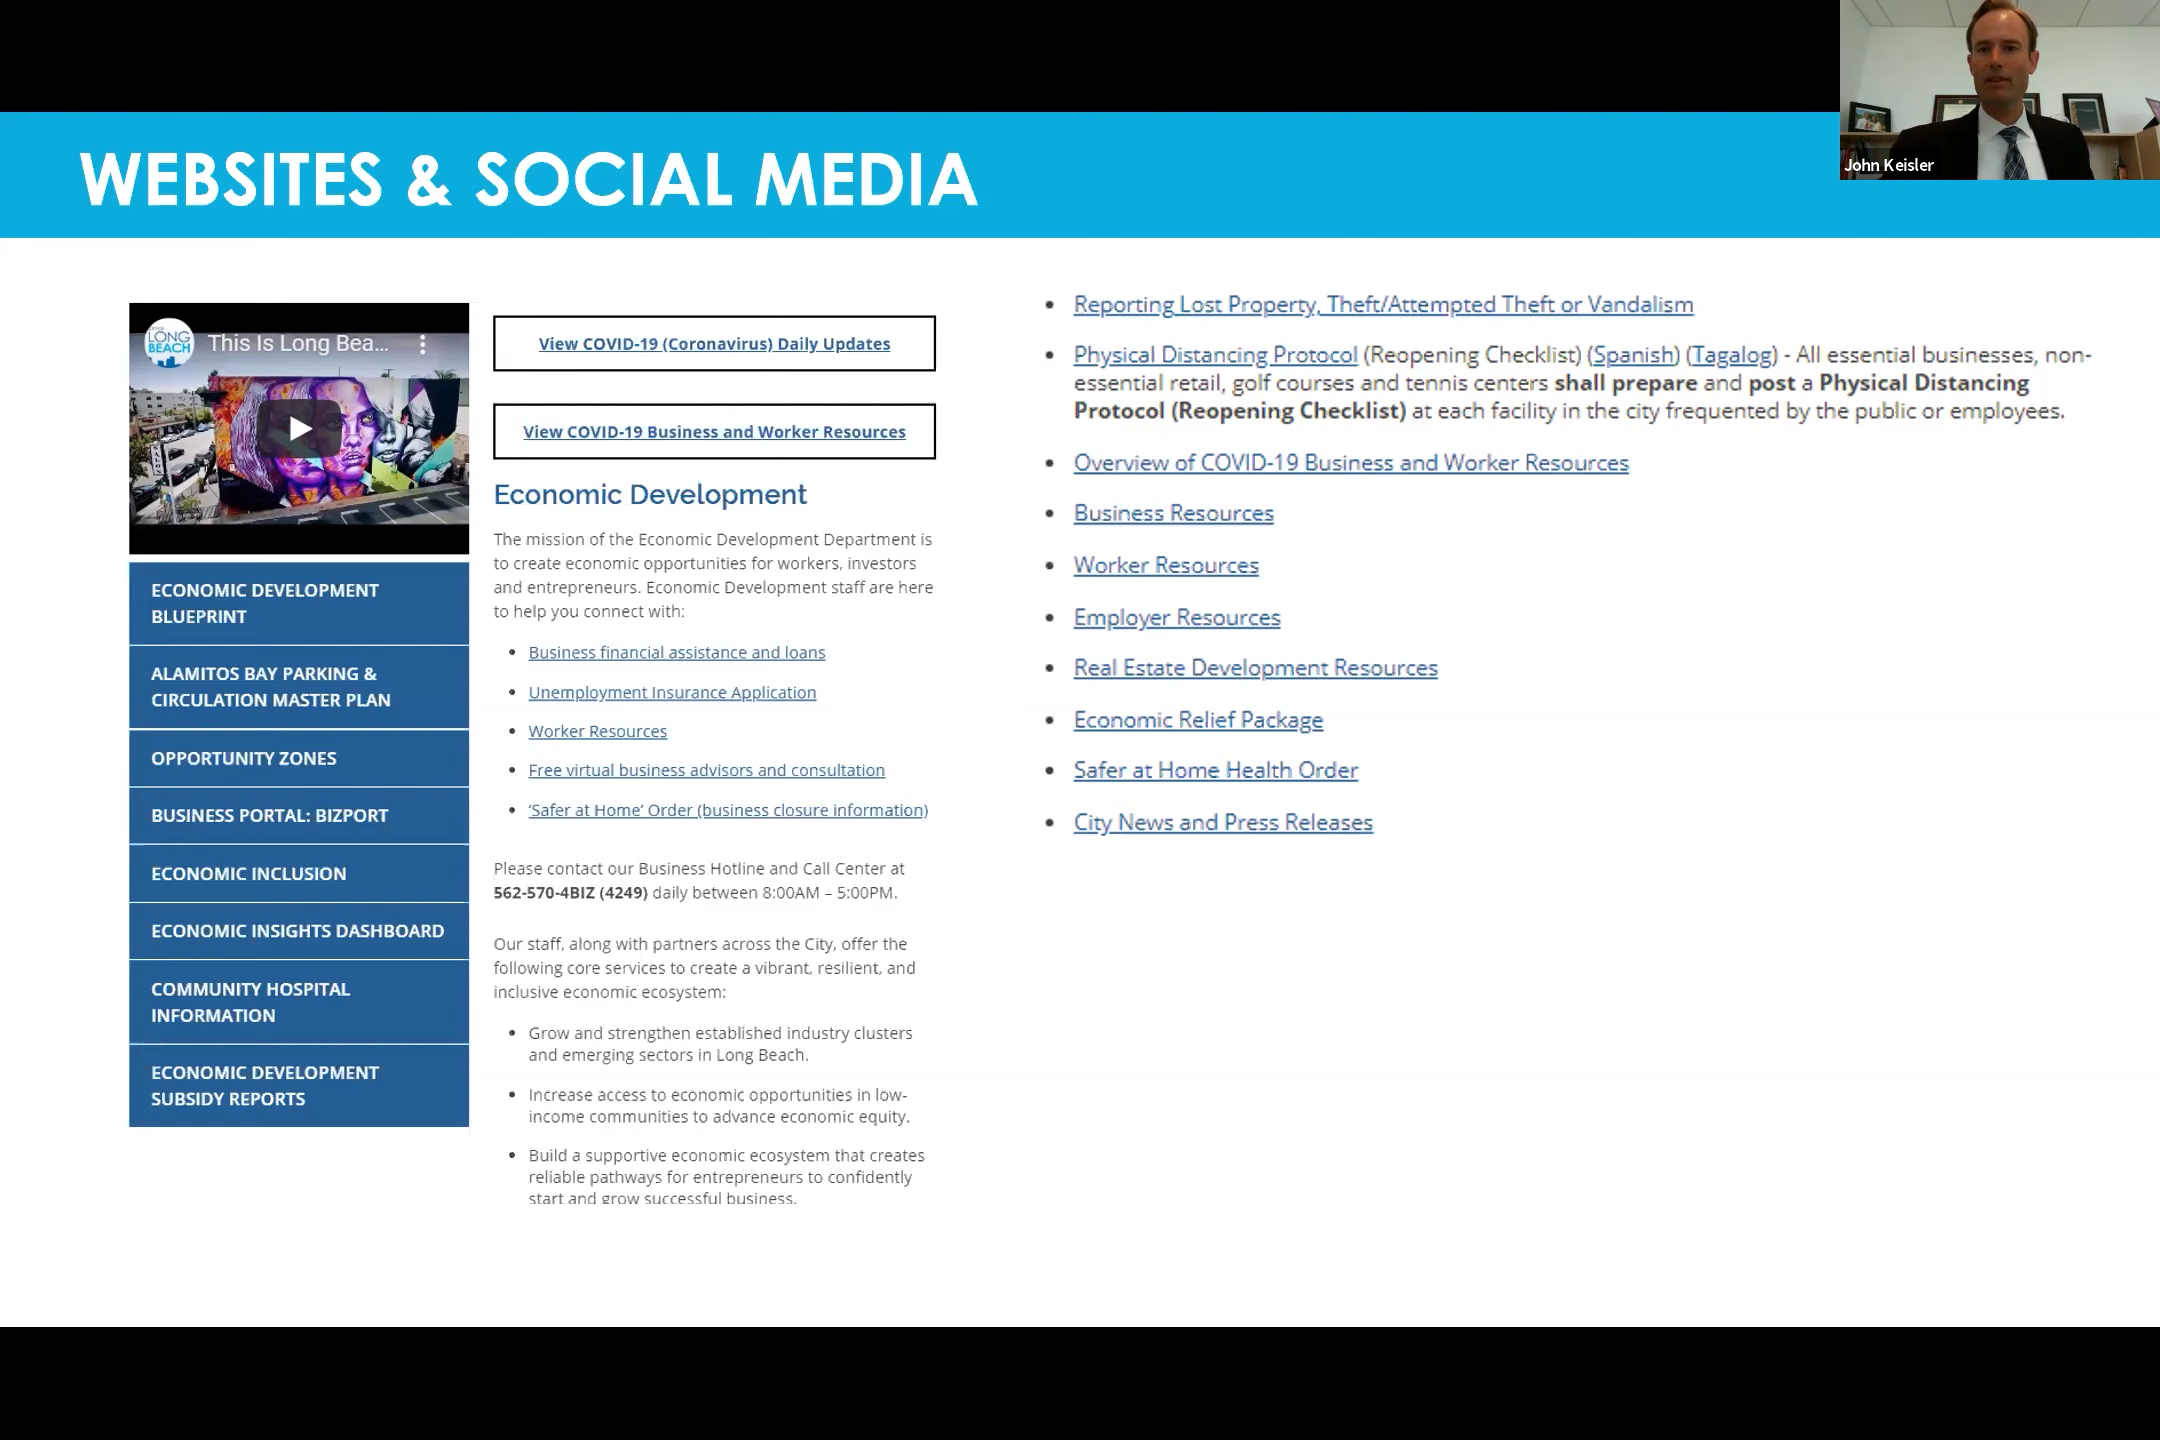 John Keisler
WEBSITES & SOCIAL MEDIA
LONG
BEACH
This Is Long Bea...
ECONOMIC DEVELOPMENT
BLUEPRINT
ALAMITOS BAY PARKING &
CIRCULATION MASTER PLAN
OPPORTUNITY ZONES
BUSINESS PORTAL: BIZPORT
ECONOMIC INCLUSION
ECONOMIC INSIGHTS DASHBOARD
COMMUNITY HOSPITAL
INFORMATION
ECONOMIC DEVELOPMENT
SUBSIDY REPORTS
View COVID-19 (Coronavirus) Daily Updates
View COVID-19 Business and Worker Resources
Economic Development
The mission of the Economic Development Department is
to create economic opportunities for workers, investors
and entrepreneurs. Economic Development staff are here
to help you connect with:
• Business financial assistance and loans
• Unemployment Insurance Application
• Worker Resources
• Free virtual business advisors and consultation
• ‘Safer at Home’ Order (business closure information)
Please contact our Business Hotline and Call Center at
562-570-4BIZ (4249) daily between 8:00AM – 5:00PM.
Our staff, along with partners across the City, offer the
following core services to create a vibrant, resilient, and
inclusive economic ecosystem:
• Grow and strengthen established industry clusters
and emerging sectors in Long Beach.
• Increase access to economic opportunities in low-
income communities to advance economic equity.
• Build a supportive economic ecosystem that creates
reliable pathways for entrepreneurs to confidently
start and grow successful business.
• Reporting Lost Property, Theft/Attempted Theft or Vandalism
• Physical Distancing Protocol (Reopening Checklist) (Spanish) (Tagalog) - All essential businesses, non-
essential retail, golf courses and tennis centers shall prepare and post a Physical Distancing
Protocol (Reopening Checklist) at each facility in the city frequented by the public or employees.
• Overview of COVID-19 Business and Worker Resources
• Business Resources
• Worker Resources
• Employer Resources
• Real Estate Development Resources
• Economic Relief Package
• Safer at Home Health Order
• City News and Press Releases